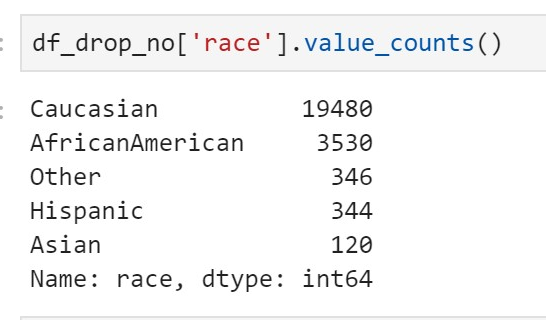 df_drop_no['race'].value_counts()
Caucasian 19480
AfricanAmerican 3530
Other 346
Hispanic 344
Asian 120
Name: race, dtype: int64